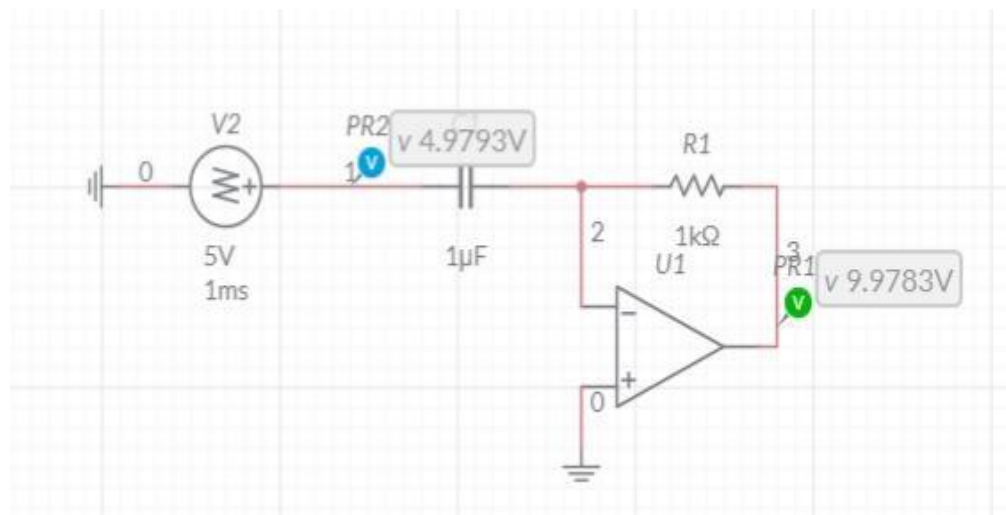 V2
0
+
5V
1ms
PR2
1
V
v 4.9793V
1µF
2
R1
1kΩ
U1
3
PR1
V
v 9.9783V
−
+
0